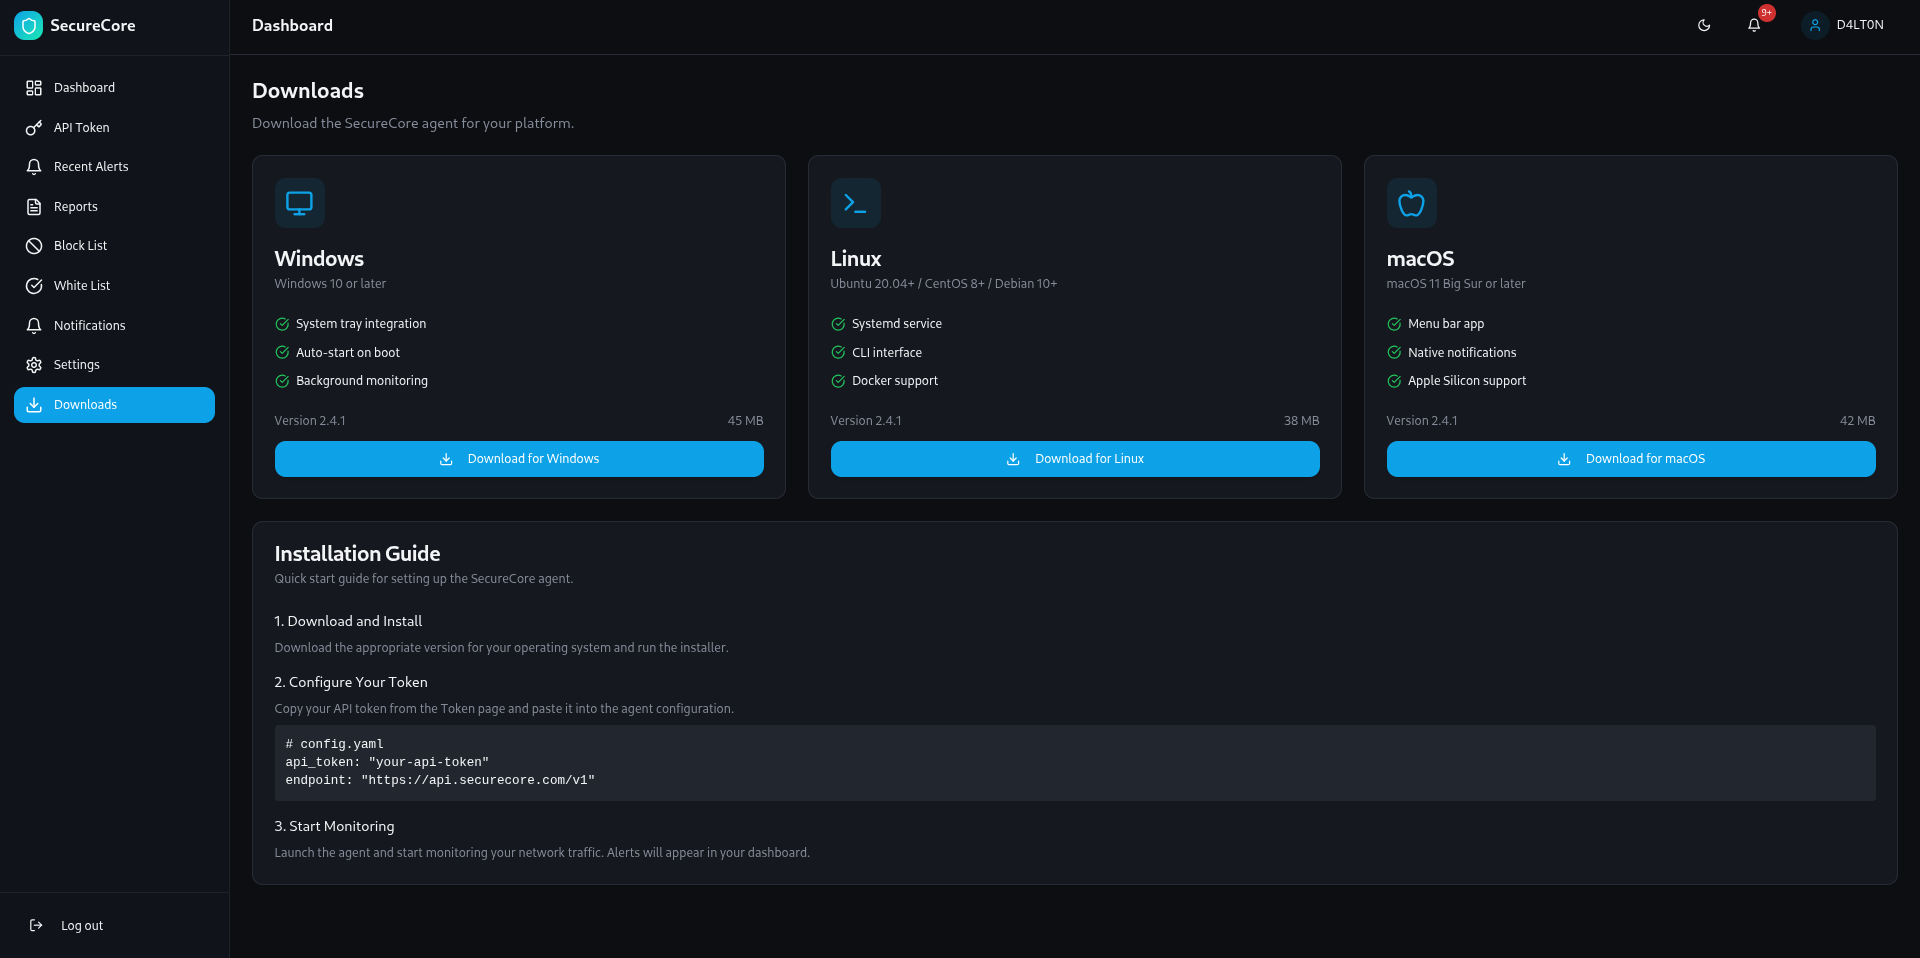 SecureCore
Dashboard
9+
D4LT0N
Dashboard
API Token
Recent Alerts
Reports
Block List
White List
Notifications
Settings
Downloads
Log out
Downloads
Download the SecureCore agent for your platform.
Windows
Windows 10 or later
System tray integration
Auto-start on boot
Background monitoring
Version 2.4.1
45 MB
Download for Windows
Linux
Ubuntu 20.04+ / CentOS 8+ / Debian 10+
Systemd service
CLI interface
Docker support
Version 2.4.1
38 MB
Download for Linux
macOS
macOS 11 Big Sur or later
Menu bar app
Native notifications
Apple Silicon support
Version 2.4.1
42 MB
Download for macOS
Installation Guide
Quick start guide for setting up the SecureCore agent.
1. Download and Install
Download the appropriate version for your operating system and run the installer.
2. Configure Your Token
Copy your API token from the Token page and paste it into the agent configuration.
# config.yaml
api_token: "your-api-token"
endpoint: "https://api.securecore.com/v1"
3. Start Monitoring
Launch the agent and start monitoring your network traffic. Alerts will appear in your dashboard.